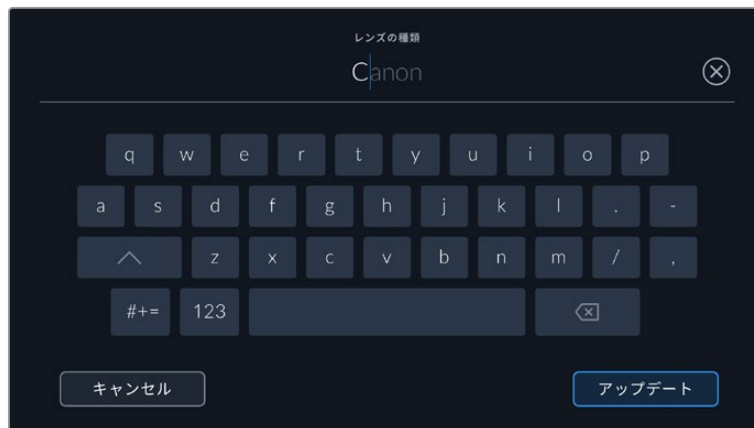 レンズの種類
Canon
q w e r t y u i o p
a s d f g h j k l . -
z x c v b n m / ,
#+= 123
キャンセル アップデート